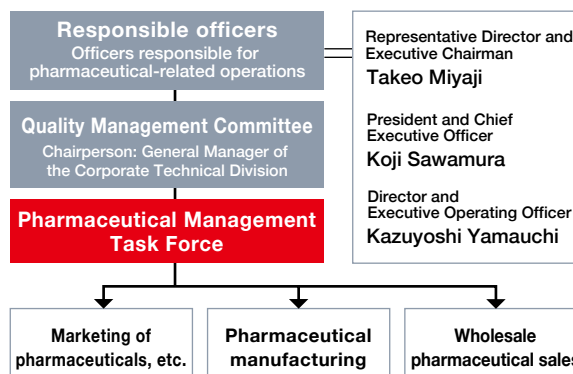 Responsible officers
Officers responsible for
pharmaceutical-related operations
Representative Director and
Executive Chairman
Takeo Miyaji
President and Chief
Executive Officer
Koji Sawamura
Director and
Executive Operating Officer
Kazuyoshi Yamauchi
Quality Management Committee
Chairperson: General Manager of
the Corporate Technical Division
Pharmaceutical Management
Task Force
Marketing of
pharmaceuticals, etc.
Pharmaceutical
manufacturing
Wholesale
pharmaceutical sales